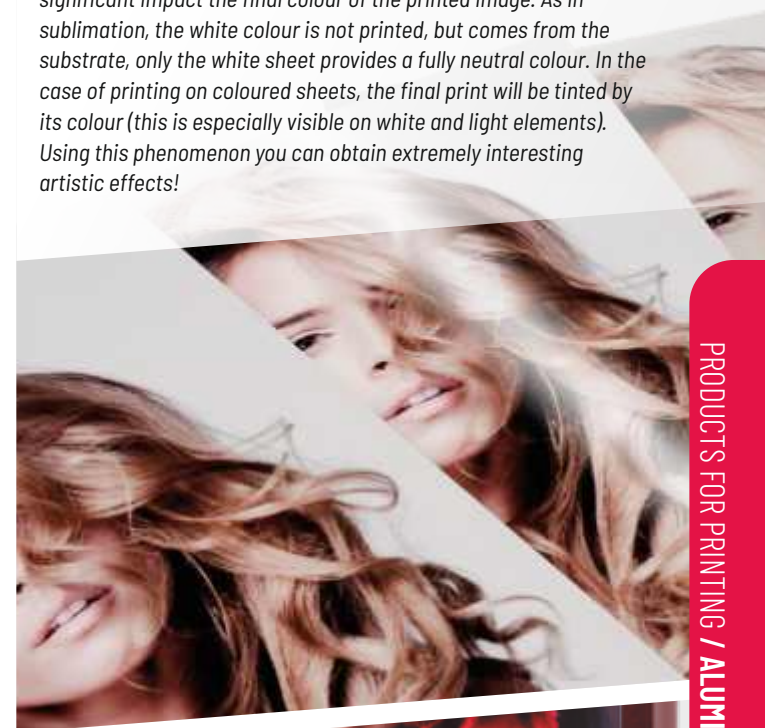 significant impact the final colour of the printed image. As in
sublimation, the white colour is not printed, but comes from the
substrate, only the white sheet provides a fully neutral colour. In the
case of printing on coloured sheets, the final print will be tinted by
its colour (this is especially visible on white and light elements).
Using this phenomenon you can obtain extremely interesting
artistic effects!
PRODUCTS FOR PRINTING / ALUM